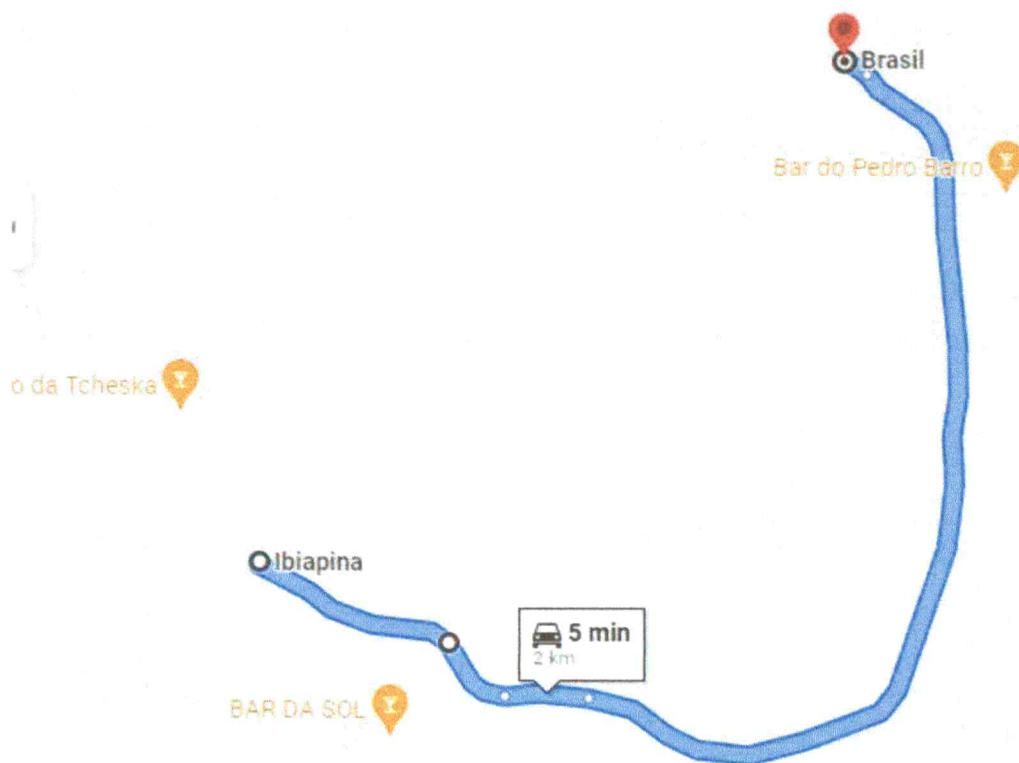 Brasil
Bar do Pedro Barro
o da Tcheska
Ibiapina
5 min
2 km
BAR DA SOL